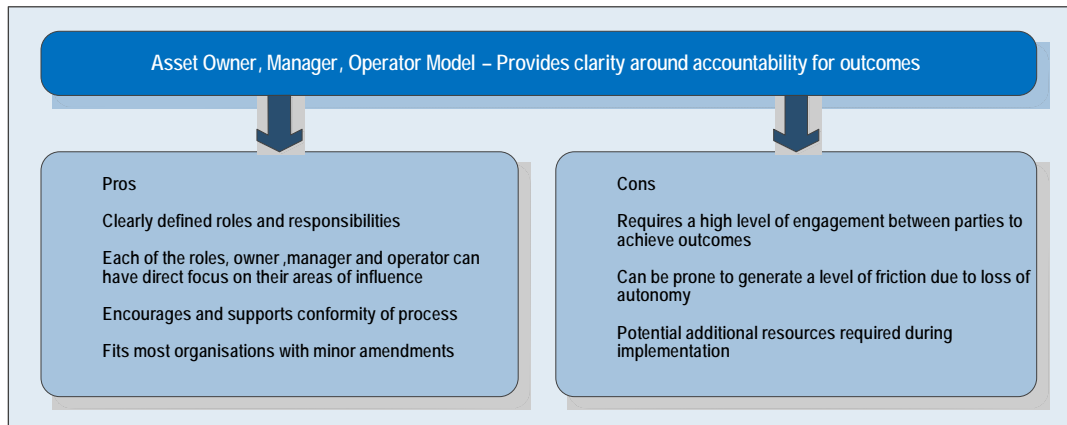 Asset Owner, Manager, Operator Model – Provides clarity around accountability for outcomes
Pros
Clearly defined roles and responsibilities
Each of the roles, owner ,manager and operator can
have direct focus on their areas of influence
Encourages and supports conformity of process
Fits most organisations with minor amendments
Cons
Requires a high level of engagement between parties to
achieve outcomes
Can be prone to generate a level of friction due to loss of
autonomy
Potential additional resources required during
implementation